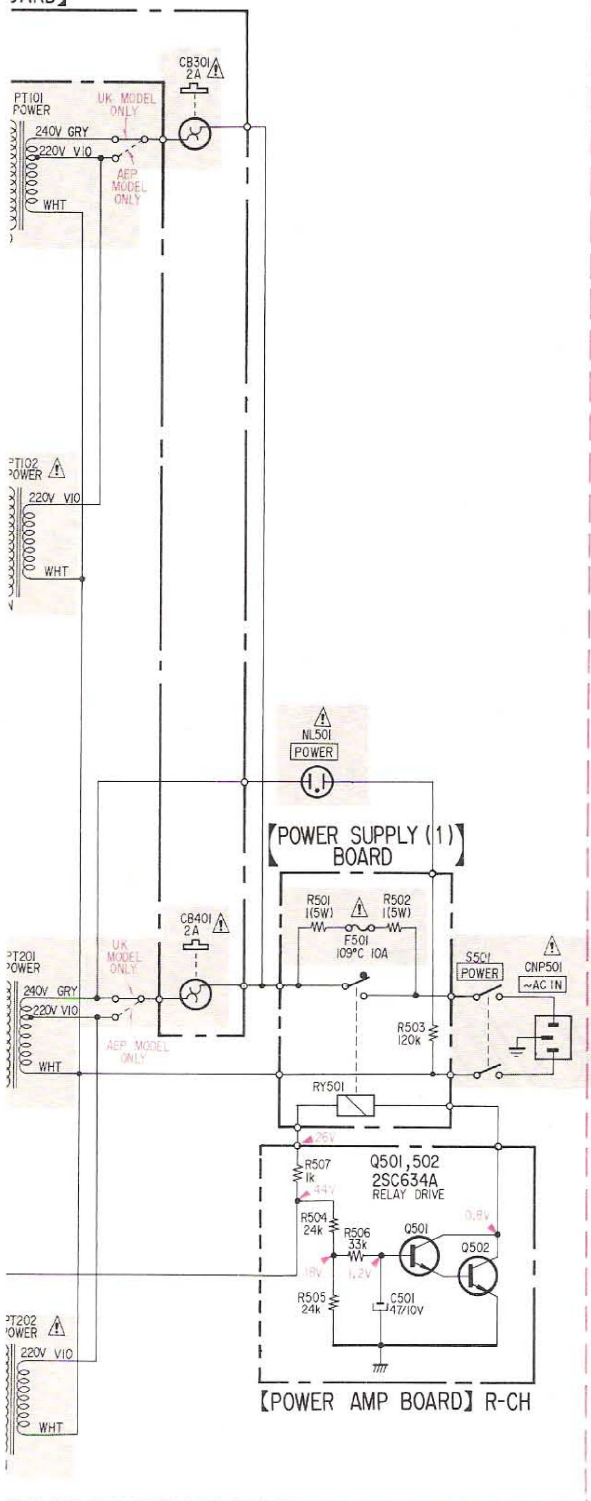 CB301
2A
PT101
POWER
UK MODEL
ONLY
240V GRY
220V VIO
AEP
MODEL
ONLY
WHT
PT102
POWER
220V VIO
WHT
NL501
POWER
【POWER SUPPLY (1)】
BOARD
R501
1(5W)
R502
1(5W)
F501
109°C 10A
CB401
2A
UK
MODEL
ONLY
PT201
POWER
240V GRY
220V VIO
AEP MODEL
ONLY
WHT
S501
POWER
CNP501
~AC IN
R503
120k
RY501
26V
R507
1k
44V
Q501,502
2SC634A
RELAY DRIVE
R504
24k
R506
33k
Q501
0.8V
Q502
18V
1.2V
R505
24k
C501
47/10V
PT202
POWER
220V VIO
WHT
【POWER AMP BOARD】 R-CH